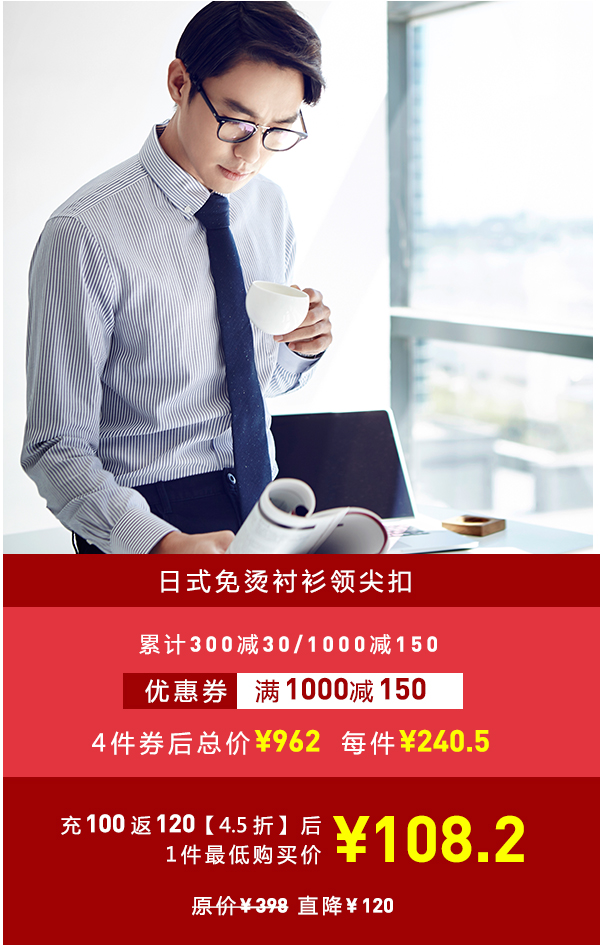 日式免烫衬衫领尖扣
累计300减30/1000减150
优惠券 满1000减150
4件券后总价¥962 每件¥240.5
充100返120【4.5折】后
1件最低购买价 ¥108.2
原价¥398 直降¥120